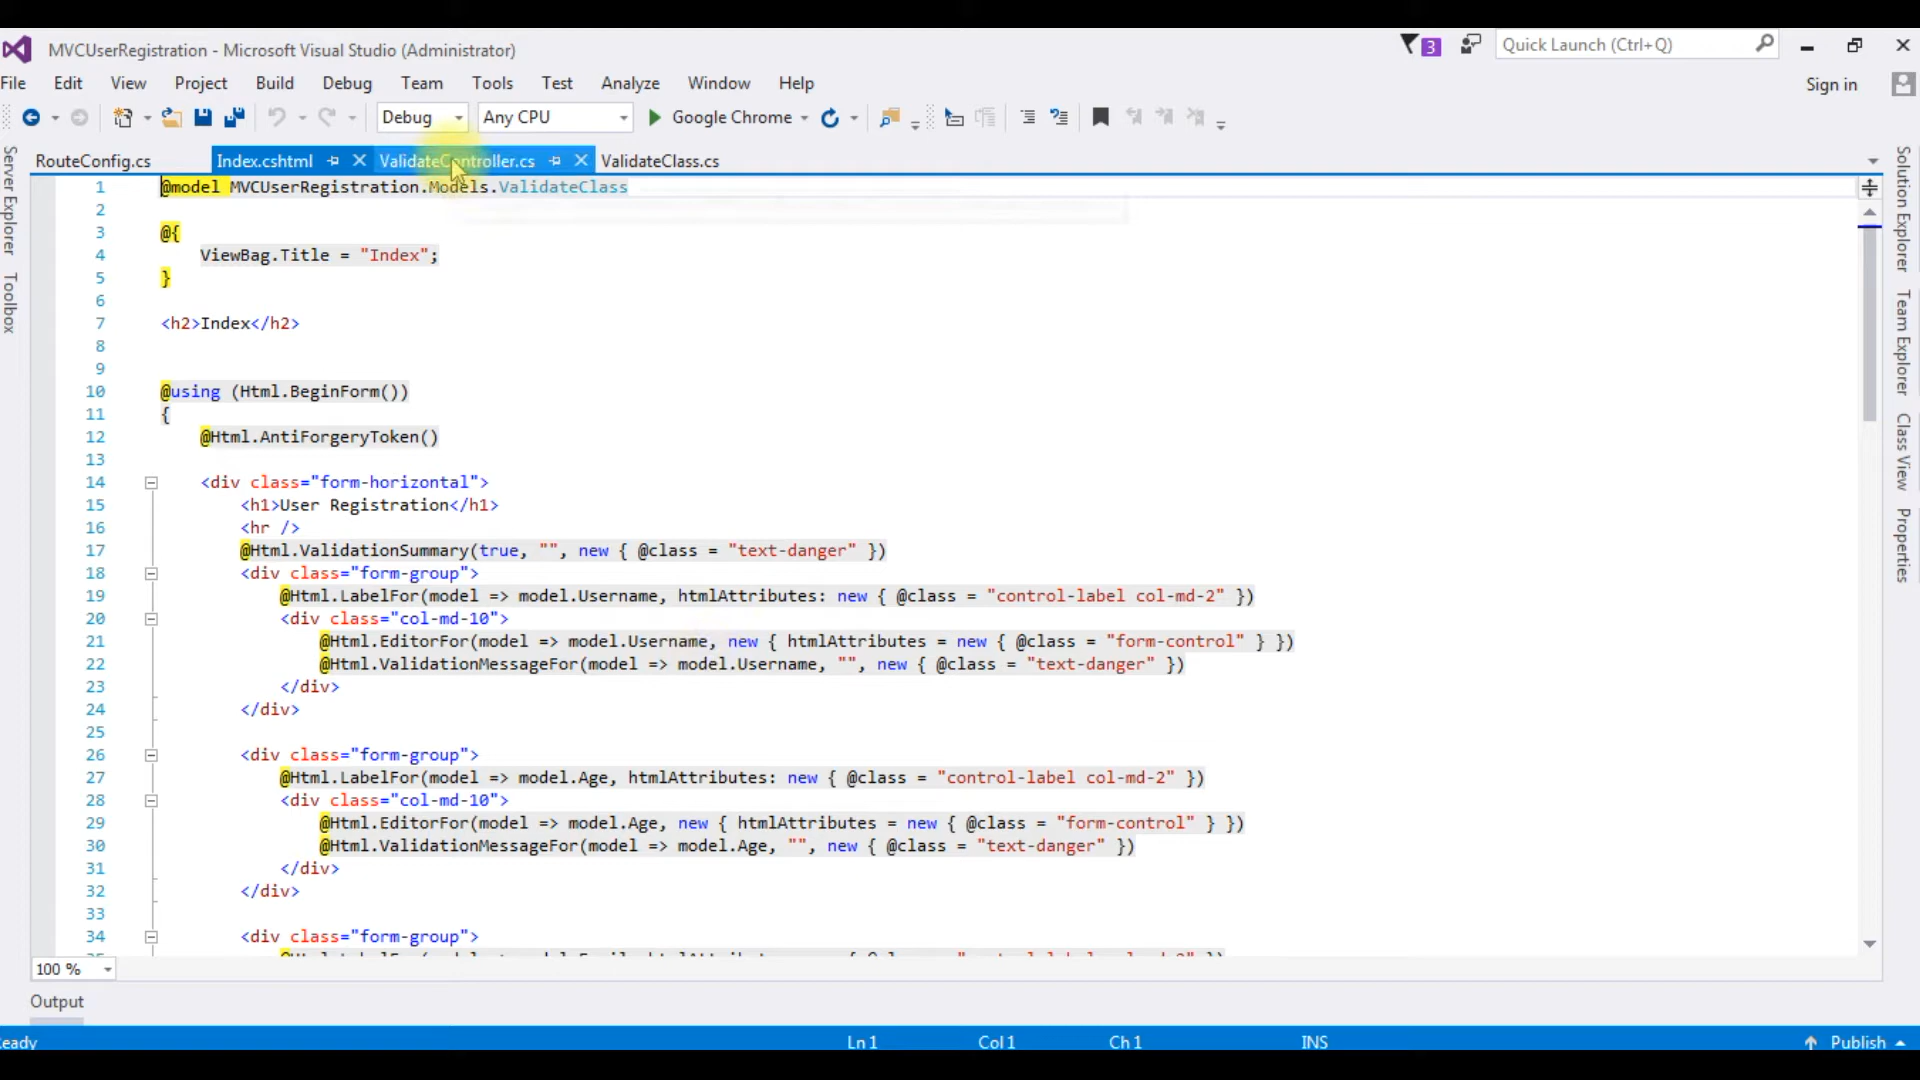 MVCUserRegistration - Microsoft Visual Studio (Administrator)
3
Quick Launch (Ctrl+Q)
File Edit View Project Build Debug Team Tools Test Analyze Window Help
Sign in
Debug Any CPU Google Chrome
RouteConfig.cs Index.cshtml ValidateController.cs ValidateClass.cs
Server Explorer
Toolbox
Solution Explorer
Team Explorer
Class View
Properties
1 @model MVCUserRegistration.Models.ValidateClass
2
3 @{
4 ViewBag.Title = "Index";
5 }
6
7 <h2>Index</h2>
8
9
10 @using (Html.BeginForm())
11 {
12 @Html.AntiForgeryToken()
13
14 <div class="form-horizontal">
15 <h1>User Registration</h1>
16 <hr />
17 @Html.ValidationSummary(true, "", new { @class = "text-danger" })
18 <div class="form-group">
19 @Html.LabelFor(model => model.Username, htmlAttributes: new { @class = "control-label col-md-2" })
20 <div class="col-md-10">
21 @Html.EditorFor(model => model.Username, new { htmlAttributes = new { @class = "form-control" } })
22 @Html.ValidationMessageFor(model => model.Username, "", new { @class = "text-danger" })
23 </div>
24 </div>
25
26 <div class="form-group">
27 @Html.LabelFor(model => model.Age, htmlAttributes: new { @class = "control-label col-md-2" })
28 <div class="col-md-10">
29 @Html.EditorFor(model => model.Age, new { htmlAttributes = new { @class = "form-control" } })
30 @Html.ValidationMessageFor(model => model.Age, "", new { @class = "text-danger" })
31 </div>
32 </div>
33
34 <div class="form-group">
100 %
Output
eady Ln 1 Col 1 Ch 1 INS Publish